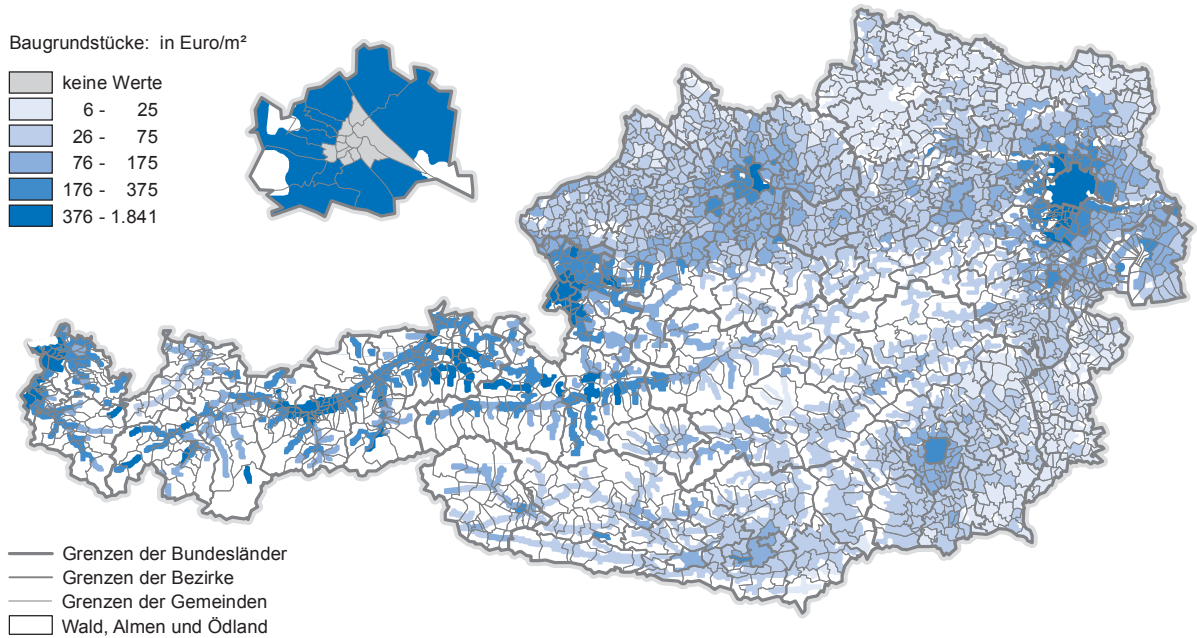 Baugrundstücke: in Euro/m²
keine Werte
6 - 25
26 - 75
76 - 175
176 - 375
376 - 1.841
Grenzen der Bundesländer
Grenzen der Bezirke
Grenzen der Gemeinden
Wald, Almen und Ödland